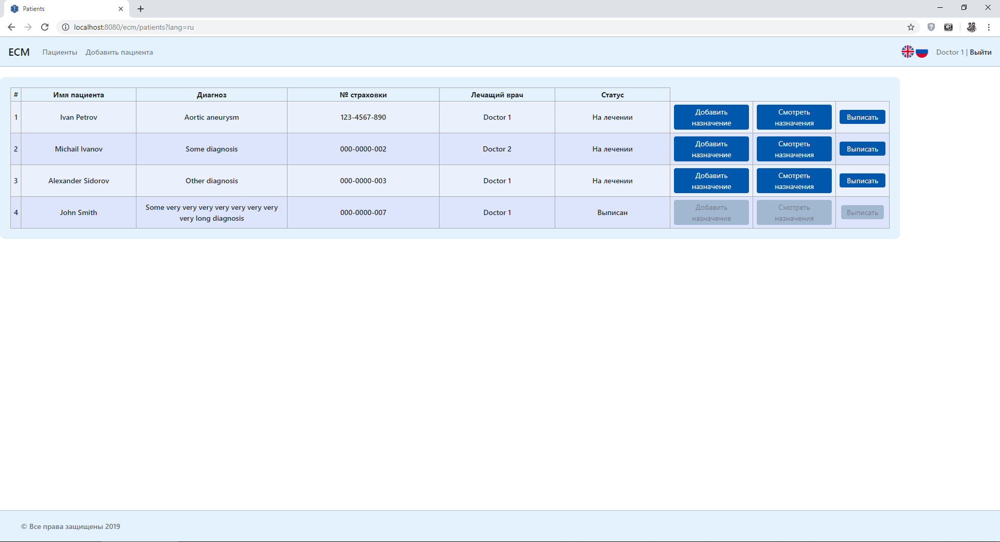 Patients
localhost:8080/ecm/patients?lang=ru
ECM Пациенты Добавить пациента Doctor 1 | Выйти
# Имя пациента Диагноз № страховки Лечащий врач Статус
1 Ivan Petrov Aortic aneurysm 123-4567-890 Doctor 1 На лечении Добавить назначение Смотреть назначения Выписать
2 Michail Ivanov Some diagnosis 000-0000-002 Doctor 2 На лечении Добавить назначение Смотреть назначения Выписать
3 Alexander Sidorov Other diagnosis 000-0000-003 Doctor 1 На лечении Добавить назначение Смотреть назначения Выписать
4 John Smith Some very very very very very very very very long diagnosis 000-0000-007 Doctor 1 Выписан Добавить назначение Смотреть назначения Выписать
© Все права защищены 2019